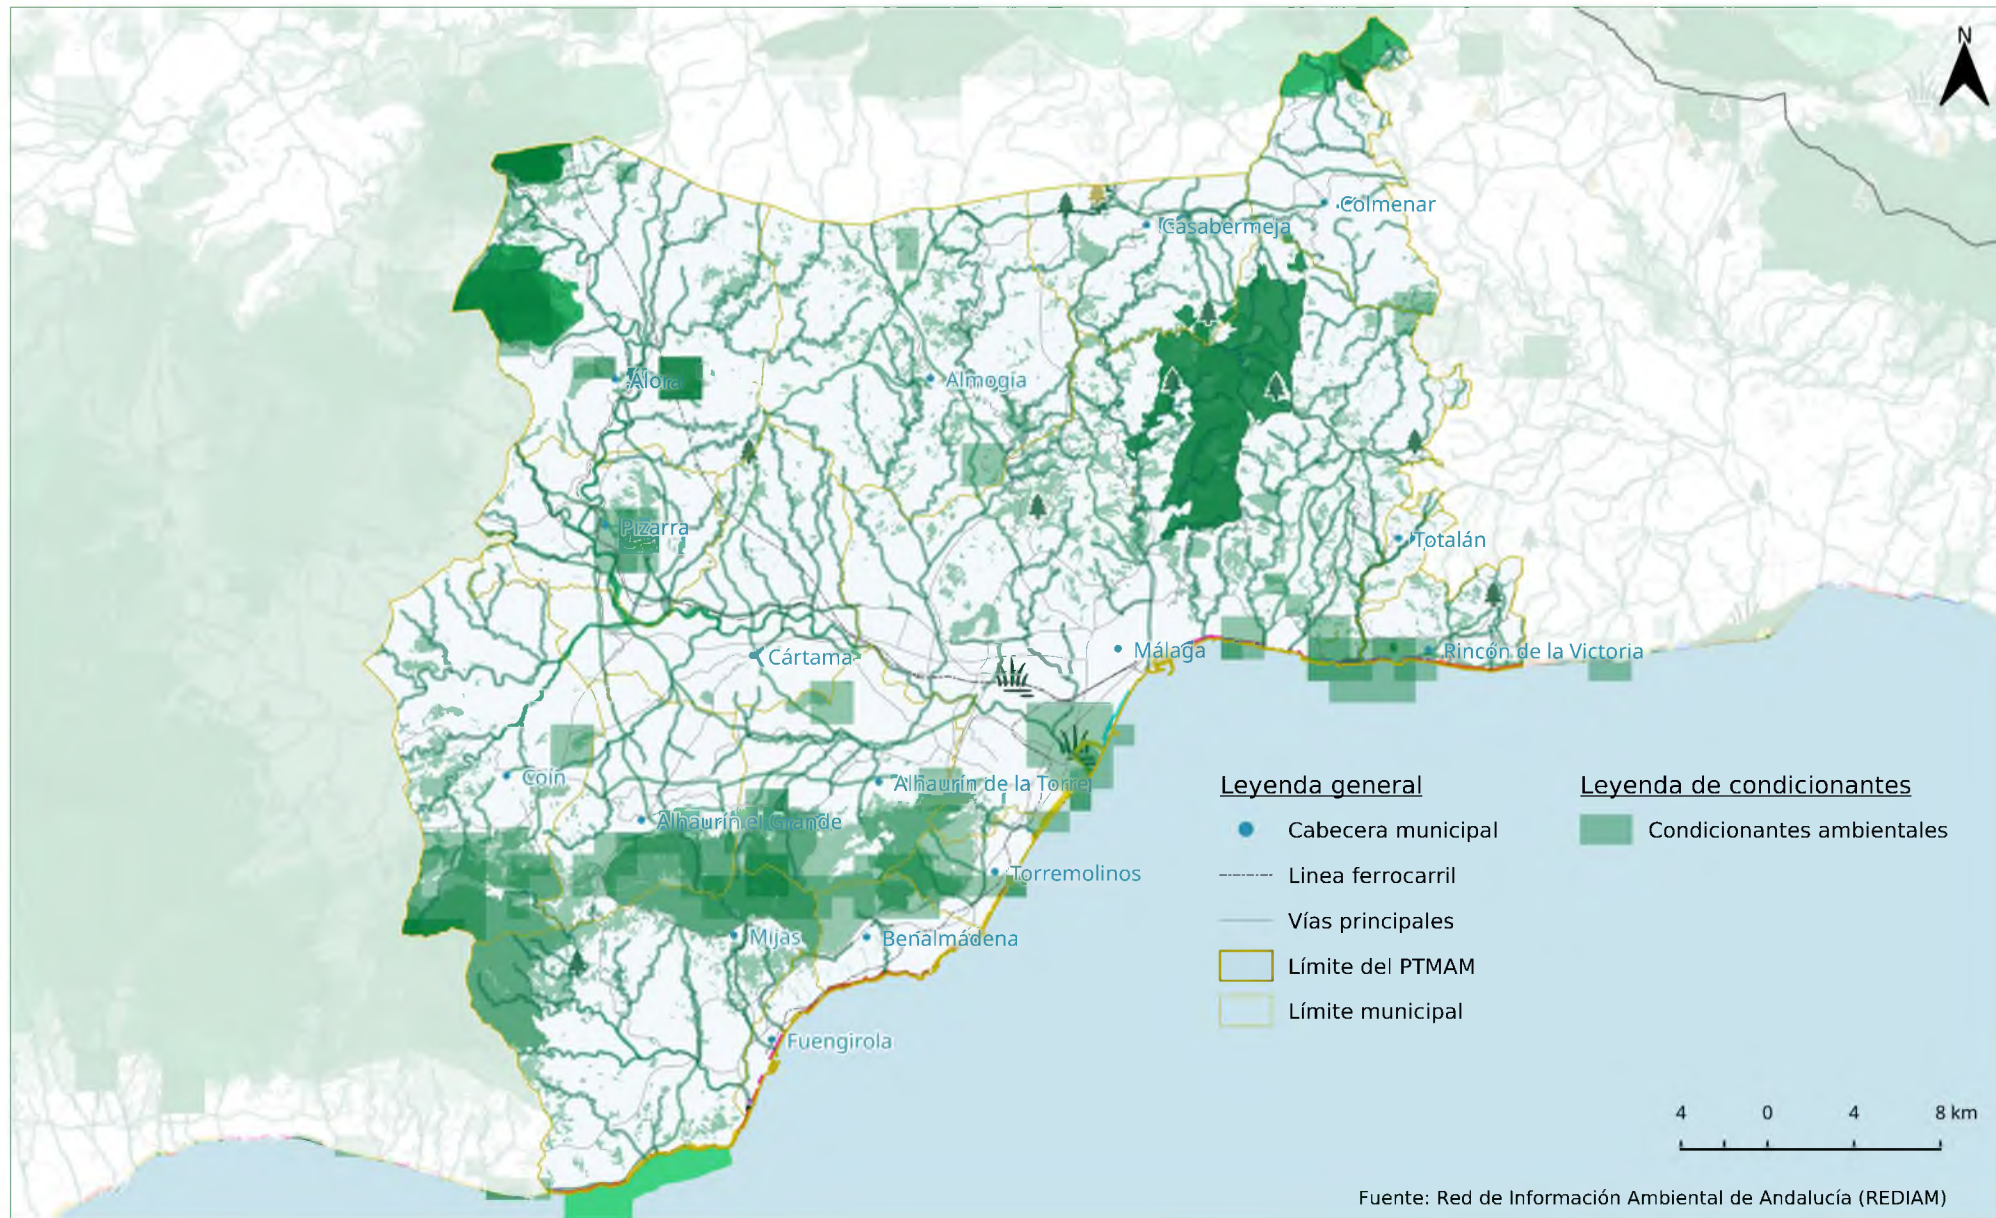 N
Colmenar
Casabermeja
Álora
Almogía
Pizarra
Totalán
Cártama
Málaga
Rincón de la Victoria
Coín
Alhaurín de la Torre
Alhaurín el Grande
Torremolinos
Mijas
Benalmádena
Fuengirola
Leyenda general
Cabecera municipal
Linea ferrocarril
Vías principales
Límite del PTMAM
Límite municipal
Leyenda de condicionantes
Condicionantes ambientales
4 0 4 8 km
Fuente: Red de Información Ambiental de Andalucía (REDIAM)